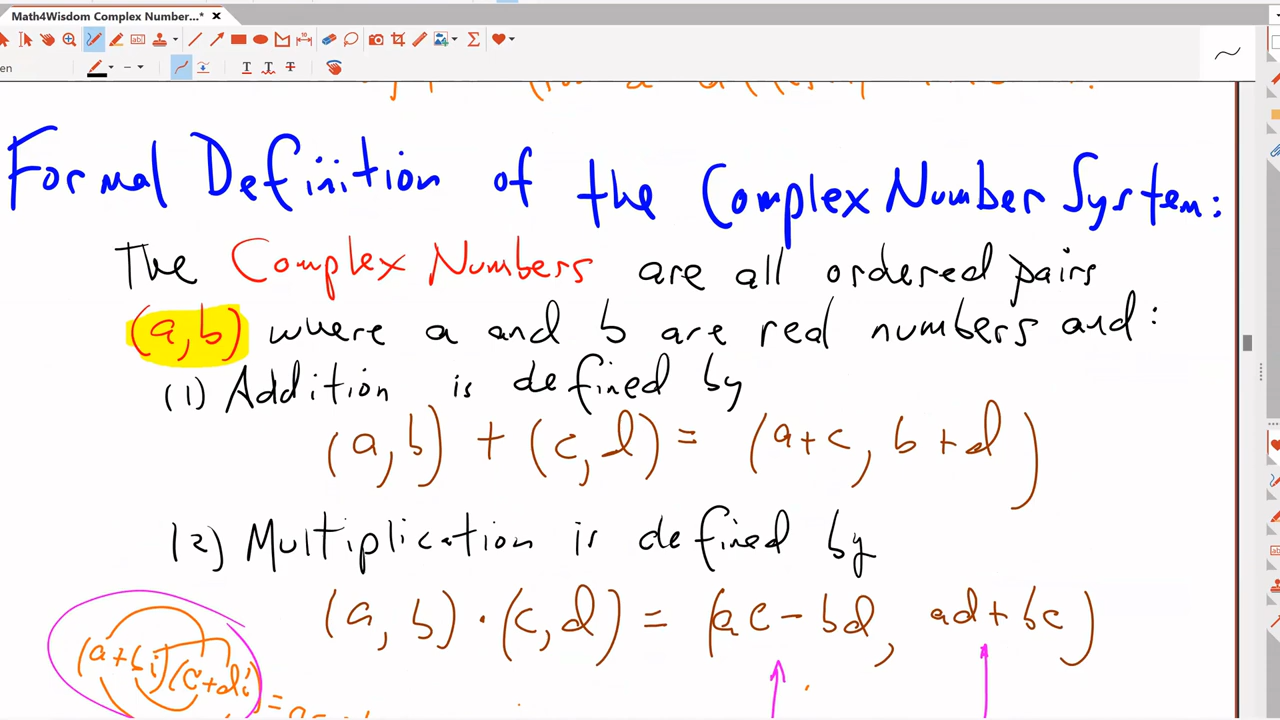 Math4Wisdom Complex Number...*
en
Formal Definition of the Complex Number System:
The Complex Numbers are all ordered pairs
(a,b) where a and b are real numbers and:
(1) Addition is defined by
(a,b) + (c,d) = (a+c, b+d)
(2) Multiplication is defined by
(a,b)·(c,d) = (ac-bd, ad+bc)
(a+bi)(c+di) =